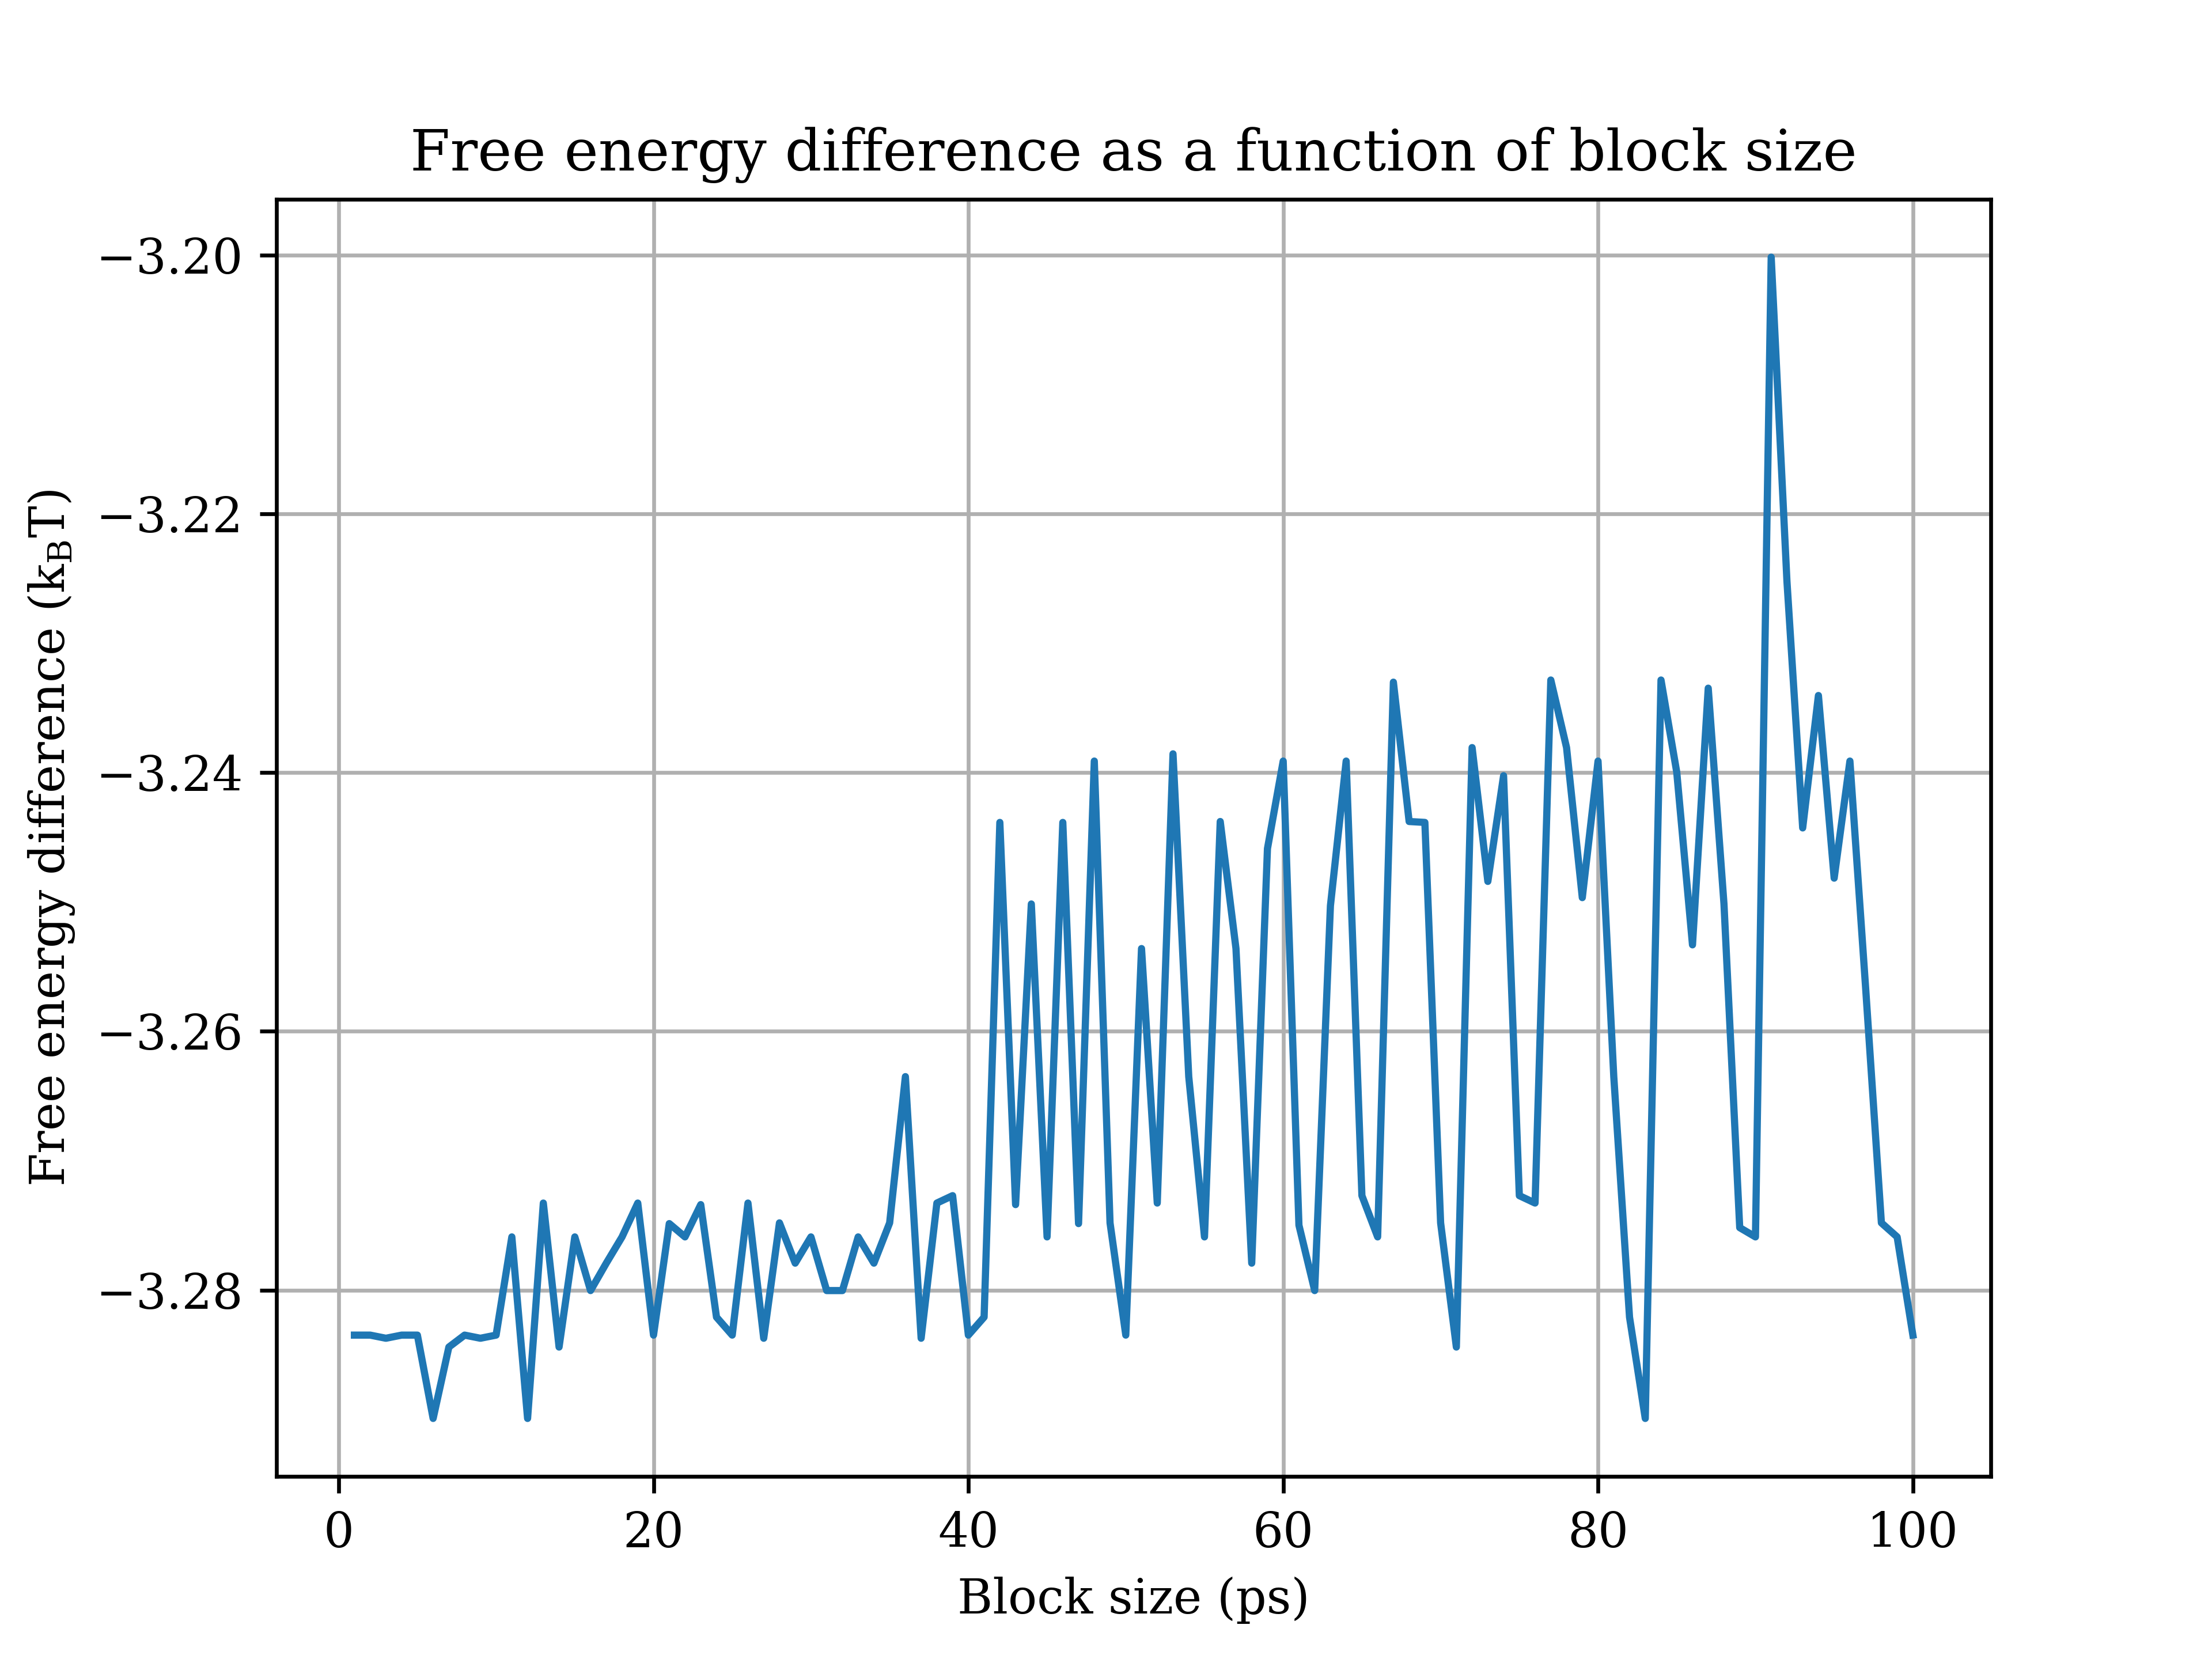 Free energy difference as a function of block size
Free energy difference (kBT)
−3.20
−3.22
−3.24
−3.26
−3.28
0 20 40 60 80 100
Block size (ps)